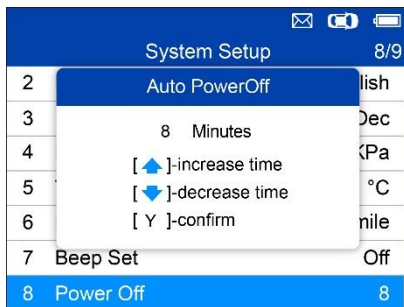 System Setup 8/9
2 lish
Auto PowerOff
3 Dec
8 Minutes
4 KPa
[ ]-increase time
5 °C
[ ]-decrease time
6 mile
[ Y ]-confirm
7 Beep Set Off
8 Power Off 8